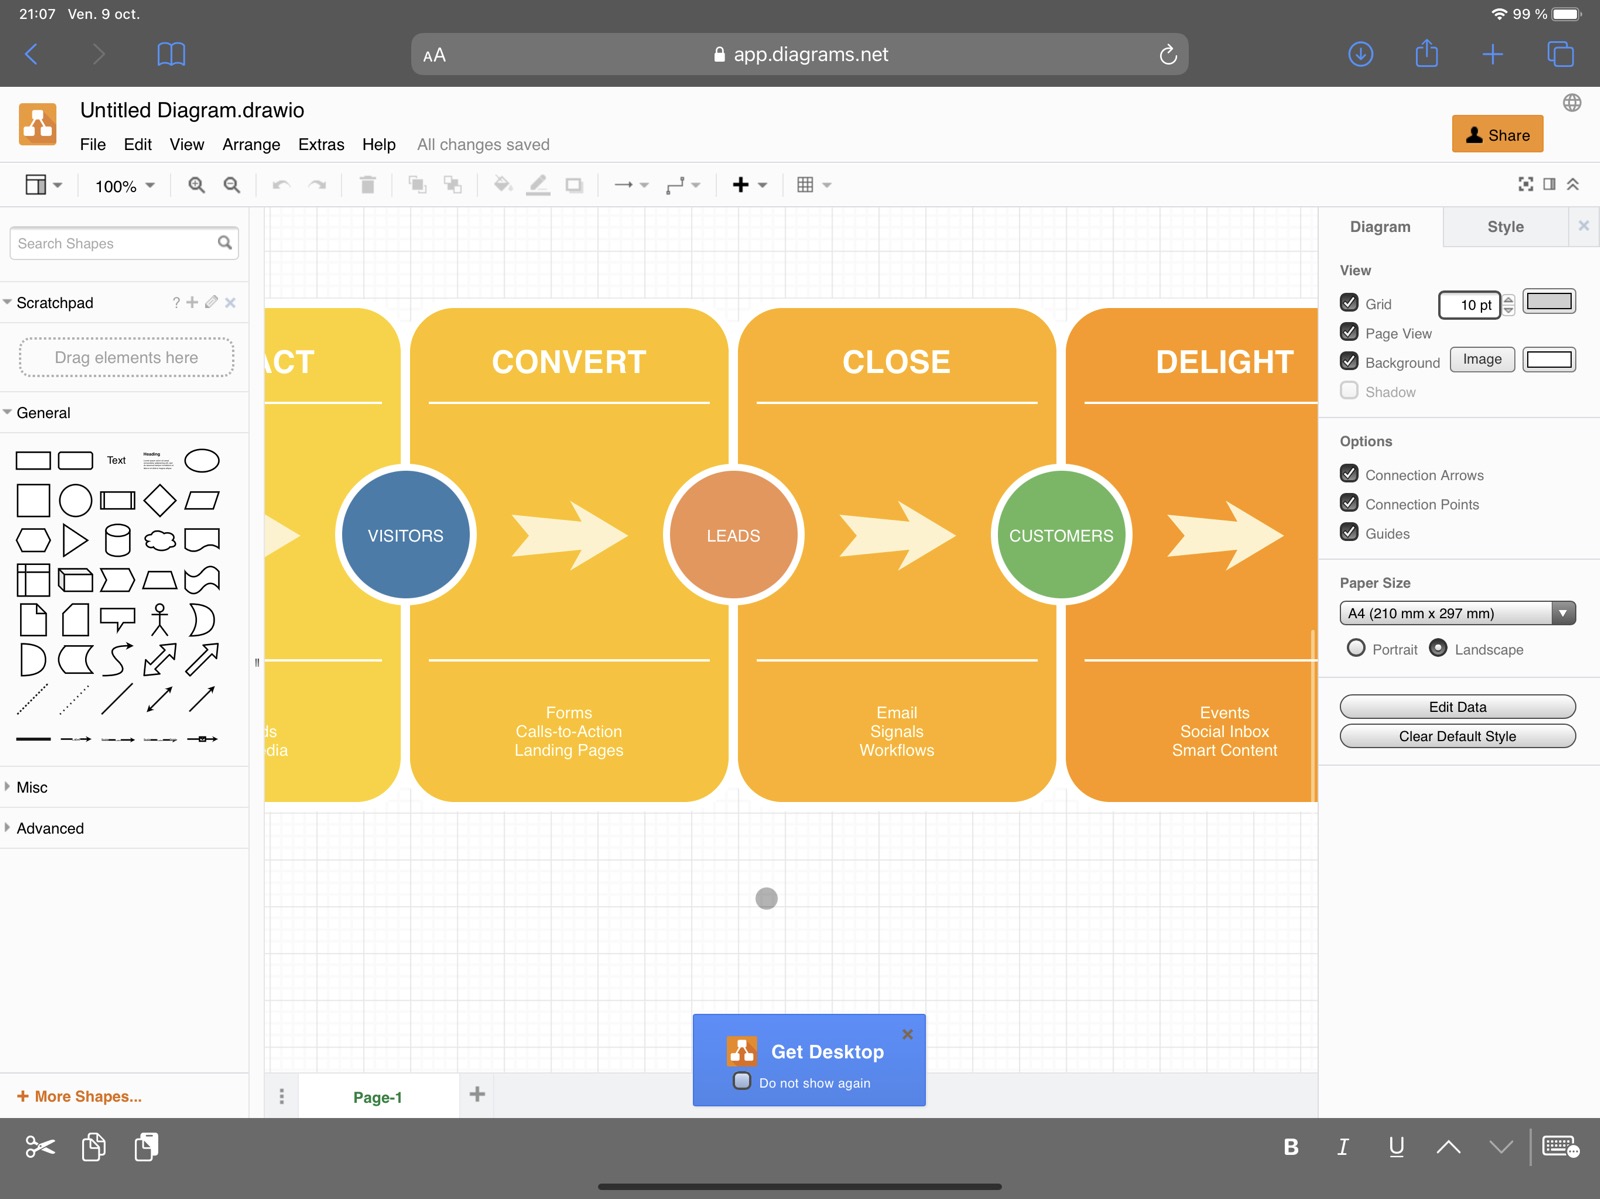 21:07 Ven. 9 oct.
99 %
AA
app.diagrams.net
Untitled Diagram.drawio
File Edit View Arrange Extras Help All changes saved
Share
100%
Search Shapes
Scratchpad
?
Drag elements here
General
Text
Heading
Misc
Advanced
+ More Shapes...
ACT
CONVERT
CLOSE
DELIGHT
VISITORS
LEADS
CUSTOMERS
ds
dia
Forms
Calls-to-Action
Landing Pages
Email
Signals
Workflows
Events
Social Inbox
Smart Content
Get Desktop
Do not show again
Page-1
Diagram
Style
View
Grid
10 pt
Page View
Background
Image
Shadow
Options
Connection Arrows
Connection Points
Guides
Paper Size
A4 (210 mm x 297 mm)
Portrait
Landscape
Edit Data
Clear Default Style
B I U